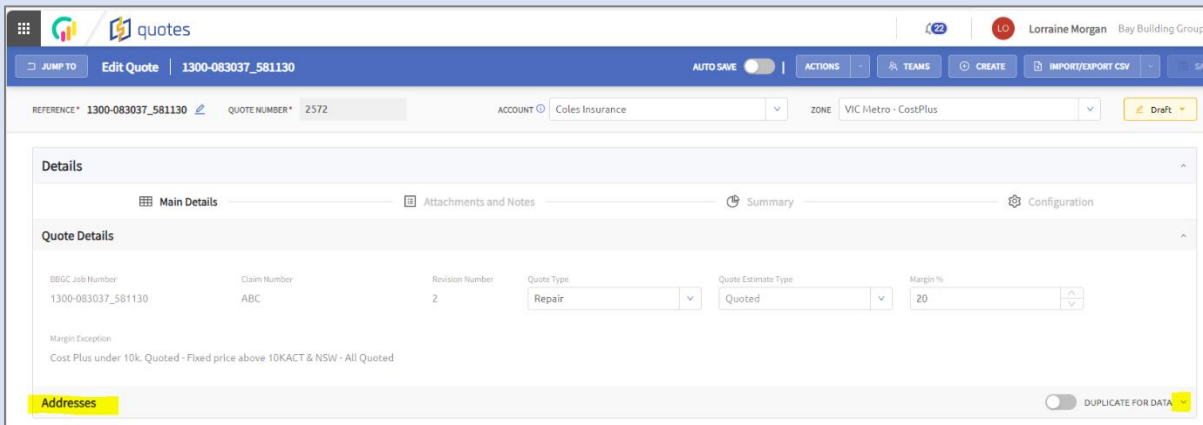 quotes
22
LO
Lorraine Morgan Bay Building Group
JUMP TO Edit Quote 1300-083037_581130 AUTO SAVE ACTIONS TEAMS CREATE IMPORT/EXPORT CSV
REFERENCE* 1300-083037_581130 QUOTE NUMBER* 2572 ACCOUNT Coles Insurance ZONE VIC Metro - CostPlus Draft
Details
Main Details Attachments and Notes Summary Configuration
Quote Details
BBGC Job Number Claim Number Revision Number Quote Type Quote Estimate Type Margin %
1300-083037_581130 ABC 2 Repair Quoted 20
Margin Exception
Cost Plus under 10k. Quoted - Fixed price above 10KACT & NSW - All Quoted
Addresses DUPLICATE FOR DATA